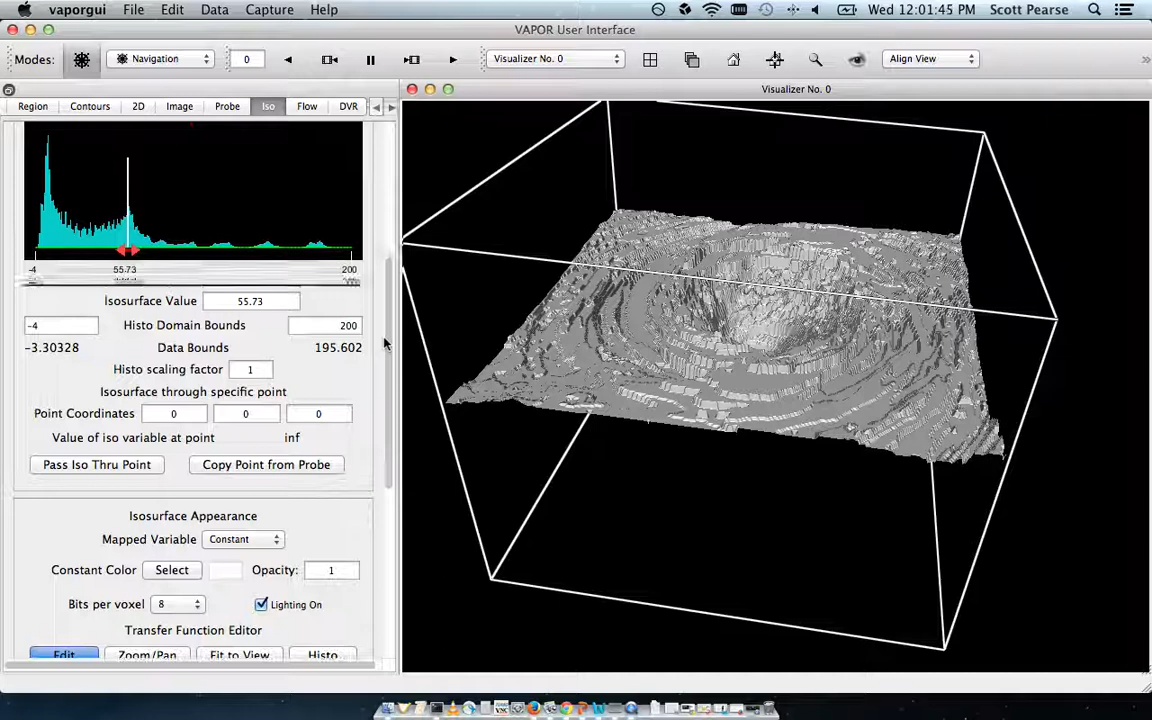 vaporgui File Edit Data Capture Help Wed 12:01:45 PM Scott Pearse
VAPOR User Interface
Modes: Navigation 0 Visualizer No. 0 Align View
Visualizer No. 0
Region Contours 2D Image Probe Iso Flow DVR
-4 55.73 200
Isosurface Value 55.73
-4 Histo Domain Bounds 200
-3.30328 Data Bounds 195.602
Histo scaling factor 1
Isosurface through specific point
Point Coordinates 0 0 0
Value of iso variable at point inf
Pass Iso Thru Point Copy Point from Probe
Isosurface Appearance
Mapped Variable Constant
Constant Color Select Opacity: 1
Bits per voxel 8 Lighting On
Transfer Function Editor
Edit Zoom/Pan Fit to View Histo